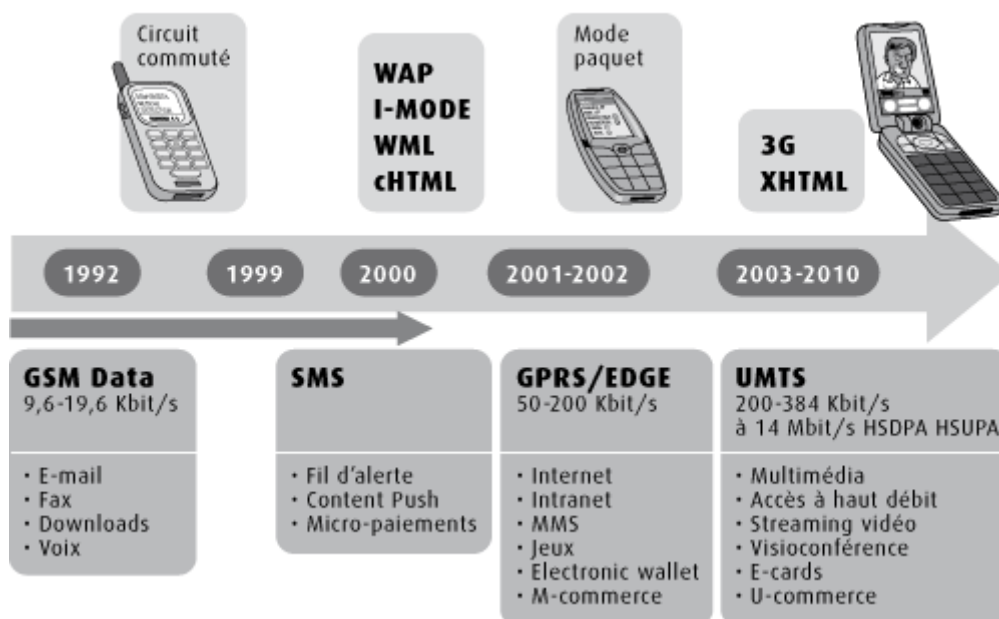 Circuit
commuté
WAP
I-MODE
WML
cHTML
Mode
paquet
3G
XHTML
1992
1999
2000
2001-2002
2003-2010
GSM Data
9,6-19,6 Kbit/s
• E-mail
• Fax
• Downloads
• Voix
SMS
• Fil d’alerte
• Content Push
• Micro-paiements
GPRS/EDGE
50-200 Kbit/s
• Internet
• Intranet
• MMS
• Jeux
• Electronic wallet
• M-commerce
UMTS
200-384 Kbit/s
à 14 Mbit/s HSDPA HSUPA
• Multimédia
• Accès à haut débit
• Streaming vidéo
• Visioconférence
• E-cards
• U-commerce